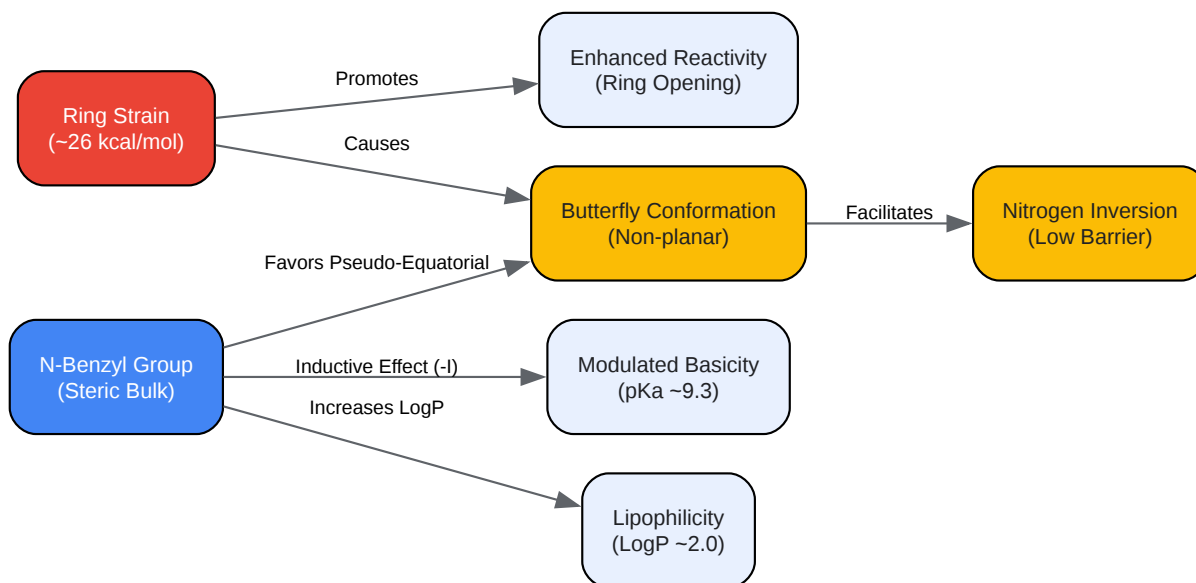 Enhanced Reactivity
(Ring Opening)
Promotes
Ring Strain
(~26 kcal/mol)
Causes
Butterfly Conformation
(Non-planar)
Facilitates
Nitrogen Inversion
(Low Barrier)
Favors Pseudo-Equatorial
N-Benzyl Group
(Steric Bulk)
Inductive Effect (-I)
Modulated Basicity
(pKa ~9.3)
Increases LogP
Lipophilicity
(LogP ~2.0)